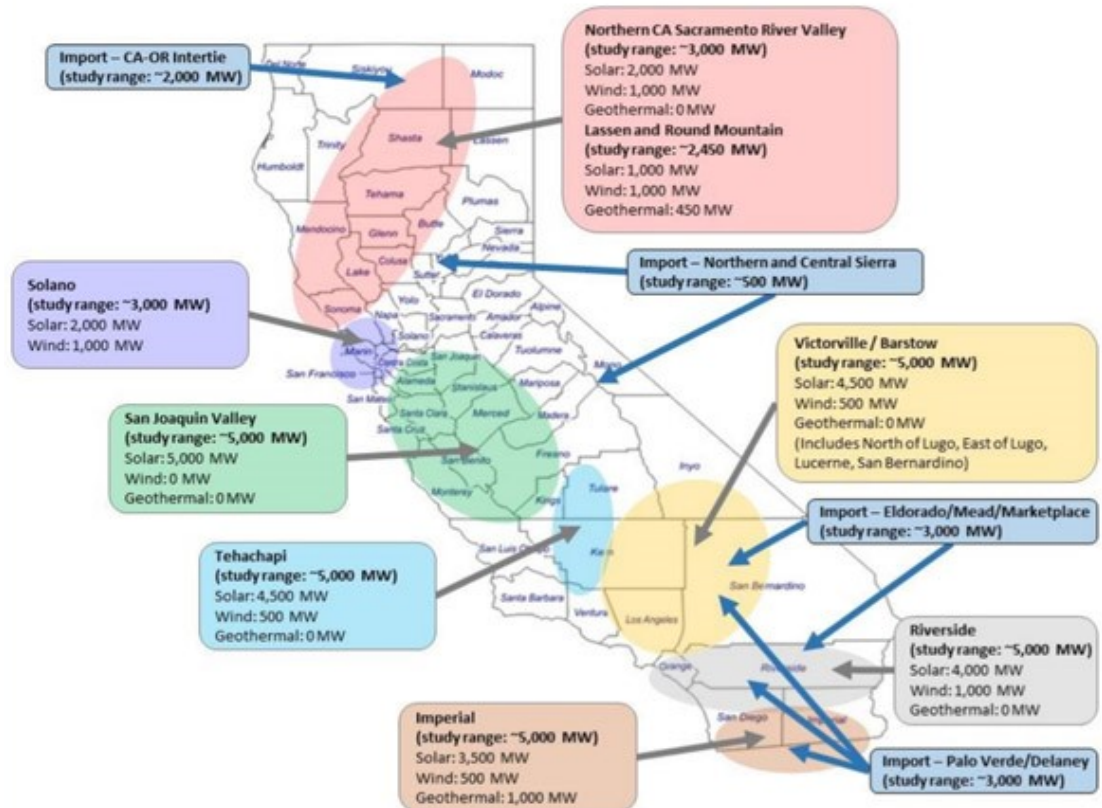 Import – CA-OR Intertie
(study range: ~2,000 MW)
Northern CA Sacramento River Valley
(study range: ~3,000 MW)
Solar: 2,000 MW
Wind: 1,000 MW
Geothermal: 0 MW
Lassen and Round Mountain
(study range: ~2,450 MW)
Solar: 1,000 MW
Wind: 1,000 MW
Geothermal: 450 MW
Import – Northern and Central Sierra
(study range: ~500 MW)
Solano
(study range: ~3,000 MW)
Solar: 2,000 MW
Wind: 1,000 MW
Victorville / Barstow
(study range: ~5,000 MW)
Solar: 4,500 MW
Wind: 500 MW
Geothermal: 0 MW
(Includes North of Lugo, East of Lugo,
Lucerne, San Bernardino)
San Joaquin Valley
(study range: ~5,000 MW)
Solar: 5,000 MW
Wind: 0 MW
Geothermal: 0 MW
Import – Eldorado/Mead/Marketplace
(study range: ~3,000 MW)
Tehachapi
(study range: ~5,000 MW)
Solar: 4,500 MW
Wind: 500 MW
Geothermal: 0 MW
Riverside
(study range: ~5,000 MW)
Solar: 4,000 MW
Wind: 1,000 MW
Geothermal: 0 MW
Imperial
(study range: ~5,000 MW)
Solar: 3,500 MW
Wind: 500 MW
Geothermal: 1,000 MW
Import – Palo Verde/Delaney
(study range: ~3,000 MW)
Siskiyou
Modoc
Trinity
Shasta
Lassen
Humboldt
Tehama
Plumas
Mendocino
Glenn
Butte
Sierra
Nevada
Lake
Colusa
Sutter
Sonoma
Napa
Yolo
El Dorado
Alpine
Sacramento
Amador
Solano
Calaveras
Marin
Contra Costa
San Joaquin
Tuolumne
Mono
San Francisco
Alameda
Stanislaus
Mariposa
San Mateo
Santa Clara
Merced
Madera
Santa Cruz
San Benito
Fresno
Inyo
Monterey
Kings
Tulare
San Luis Obispo
Kern
San Bernardino
Santa Barbara
Ventura
Los Angeles
Orange
Riverside
San Diego
Imperial